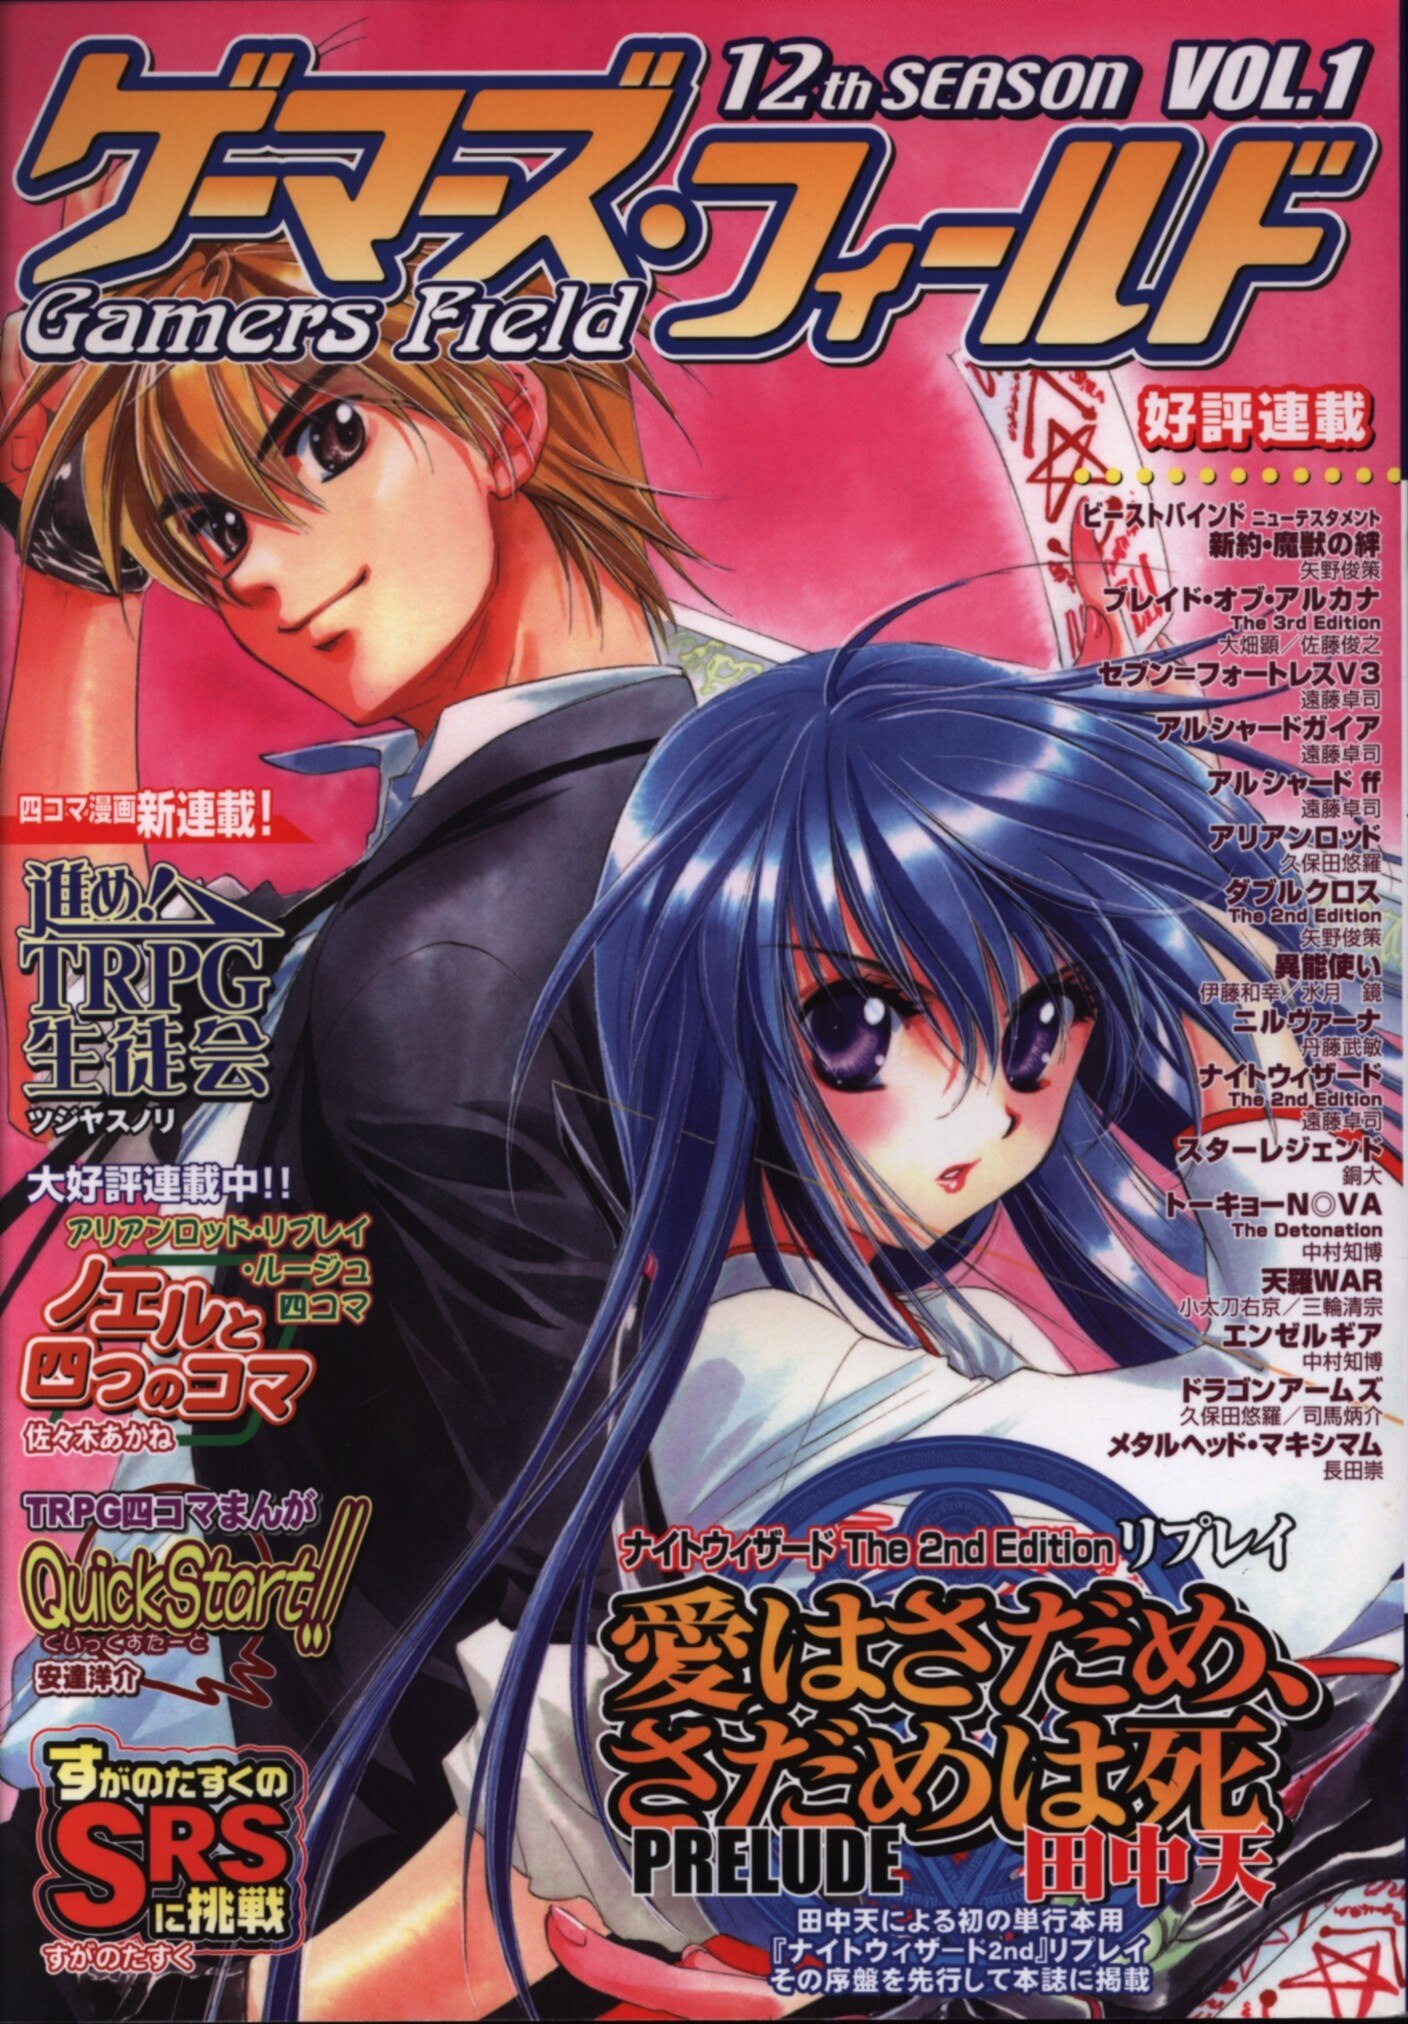 12th SEASON VOL.1
ゲーマーズ・フィールド
Gamers Field
好評連載
ビーストバインド ニューテスタメント
新約・魔獣の絆
矢野俊策
ブレイド・オブ・アルカナ
The 3rd Edition
大畑顕／佐藤俊之
セブン=フォートレスV3
遠藤卓司
アルシャードガイア
遠藤卓司
アルシャード ff
遠藤卓司
アリアンロッド
久保田悠羅
ダブルクロス
The 2nd Edition
矢野俊策
異能使い
伊藤和幸／水月 鏡
ニルヴァーナ
丹藤武敏
ナイトウィザード
The 2nd Edition
遠藤卓司
スターレジェンド
銅大
トーキョーN◎VA
The Detonation
中村知博
天羅WAR
小太刀右京／三輪清宗
エンゼルギア
中村知博
ドラゴンアームズ
久保田悠羅／司馬炳介
メタルヘッド・マキシマム
長田崇
四コマ漫画新連載!
進め!
TRPG
生徒会
ツジヤスノリ
大好評連載中!!
アリアンロッド・リプレイ
・ルージュ
四コマ
ノエルと
四つのコマ
佐々木あかね
TRPG四コマまんが
QuickStart!!
くいっくすたーと
安達洋介
すがのたすくの
SRS
に挑戦
すがのたすく
ナイトウィザード The 2nd Edition リプレイ
愛はさだめ、
さだめは死
PRELUDE 田中天
田中天による初の単行本用
『ナイトウィザード2nd』リプレイ
その序盤を先行して本誌に掲載